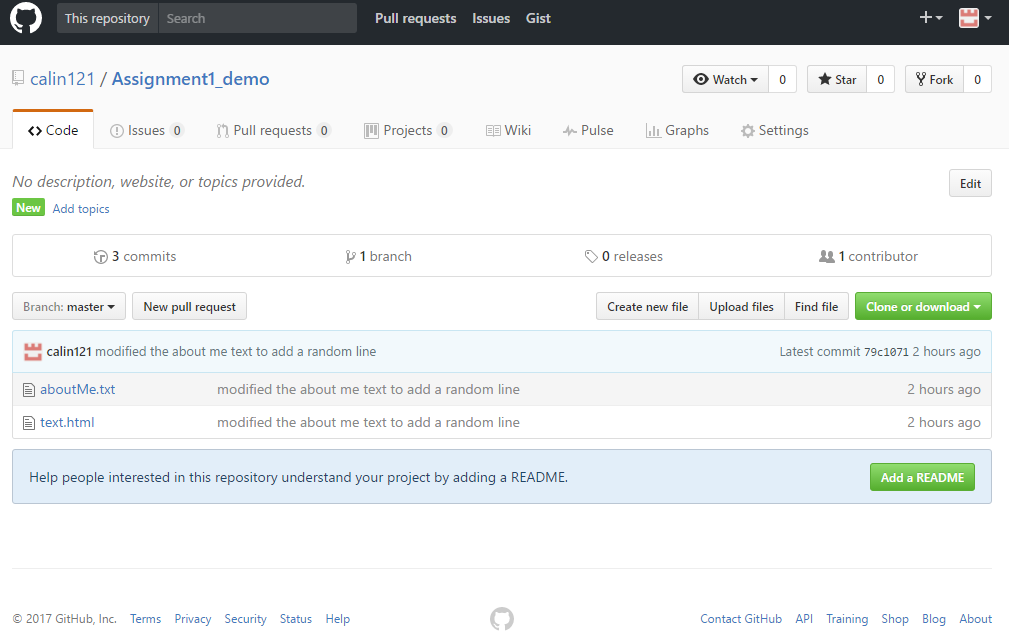 This repository Search Pull requests Issues Gist
calin121 / Assignment1_demo Watch 0 Star 0 Fork 0
Code Issues 0 Pull requests 0 Projects 0 Wiki Pulse Graphs Settings
No description, website, or topics provided. Edit
New Add topics
3 commits 1 branch 0 releases 1 contributor
Branch: master New pull request Create new file Upload files Find file Clone or download
calin121 modified the about me text to add a random line Latest commit 79c1071 2 hours ago
aboutMe.txt modified the about me text to add a random line 2 hours ago
text.html modified the about me text to add a random line 2 hours ago
Help people interested in this repository understand your project by adding a README. Add a README
© 2017 GitHub, Inc. Terms Privacy Security Status Help Contact GitHub API Training Shop Blog About